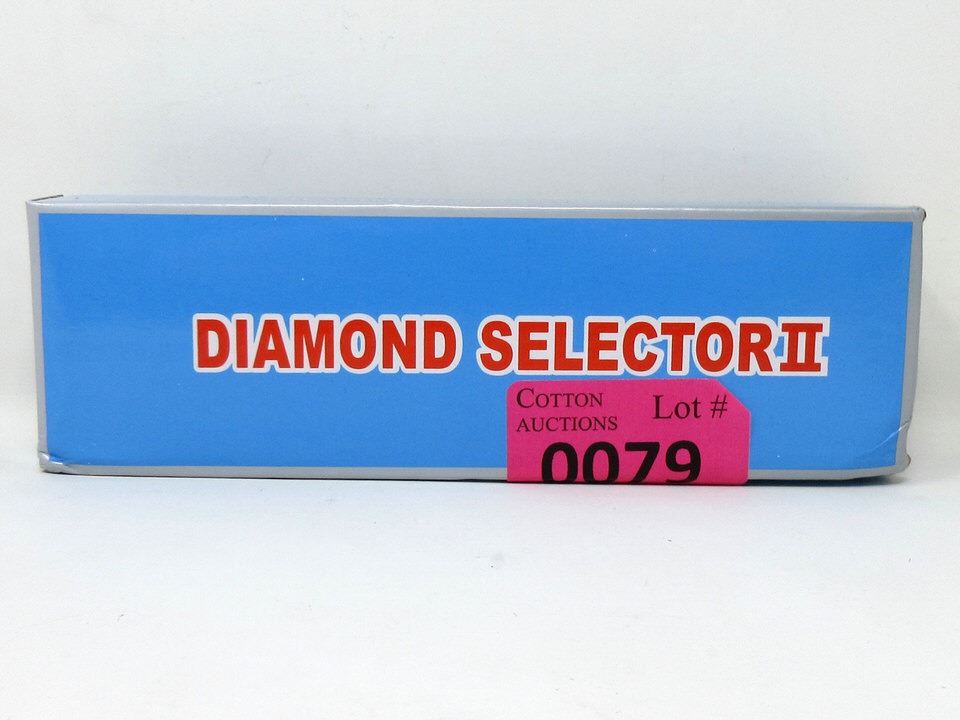 DIAMOND SELECTOR II
COTTON Lot #
AUCTIONS
0079